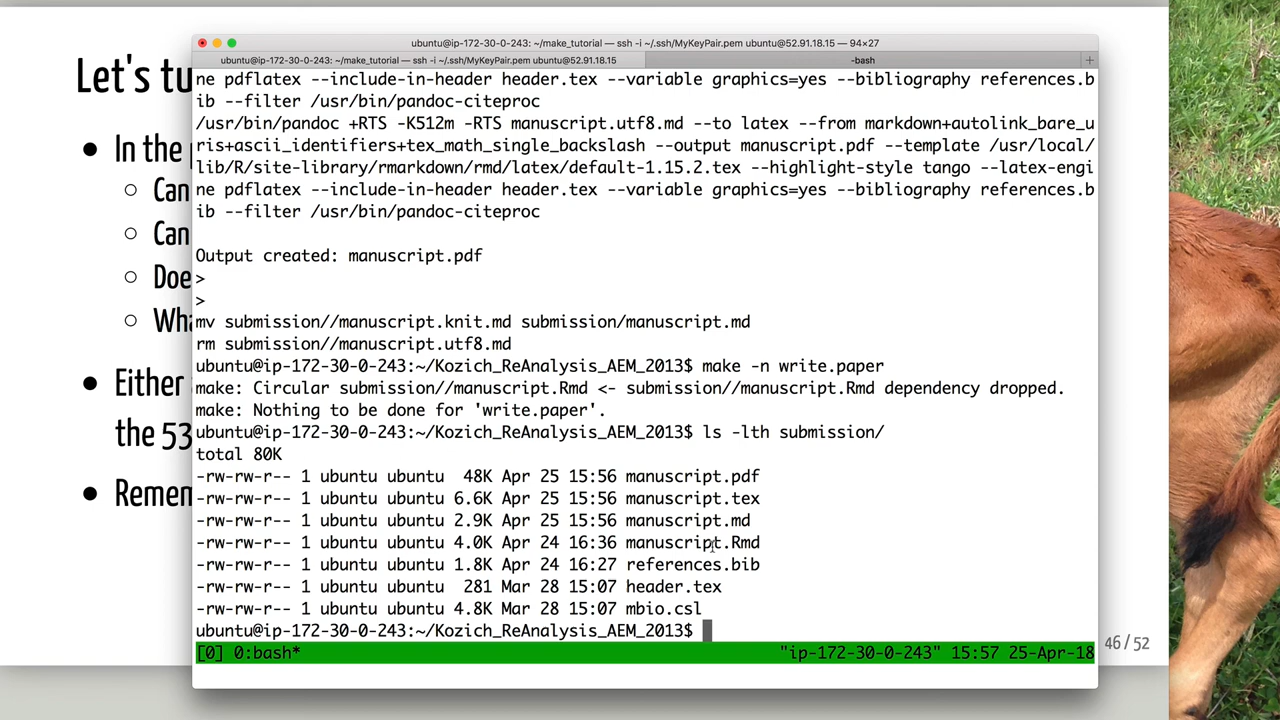 ubuntu@ip-172-30-0-243: ~/make_tutorial — ssh -i ~/.ssh/MyKeyPair.pem ubuntu@52.91.18.15 — 94×27
ubuntu@ip-172-30-0-243: ~/make_tutorial — ssh -i ~/.ssh/MyKeyPair.pem ubuntu@52.91.18.15
-bash
+
Let's tu
In the
Can
Can
Doe
Wha
Either
the 53
Remem
ne pdflatex --include-in-header header.tex --variable graphics=yes --bibliography references.b
ib --filter /usr/bin/pandoc-citeproc
/usr/bin/pandoc +RTS -K512m -RTS manuscript.utf8.md --to latex --from markdown+autolink_bare_u
ris+ascii_identifiers+tex_math_single_backslash --output manuscript.pdf --template /usr/local/
lib/R/site-library/rmarkdown/rmd/latex/default-1.15.2.tex --highlight-style tango --latex-engi
ne pdflatex --include-in-header header.tex --variable graphics=yes --bibliography references.b
ib --filter /usr/bin/pandoc-citeproc
Output created: manuscript.pdf
>
>
mv submission//manuscript.knit.md submission/manuscript.md
rm submission//manuscript.utf8.md
ubuntu@ip-172-30-0-243:~/Kozich_ReAnalysis_AEM_2013$ make -n write.paper
make: Circular submission//manuscript.Rmd <- submission//manuscript.Rmd dependency dropped.
make: Nothing to be done for 'write.paper'.
ubuntu@ip-172-30-0-243:~/Kozich_ReAnalysis_AEM_2013$ ls -lth submission/
total 80K
-rw-rw-r-- 1 ubuntu ubuntu  48K Apr 25 15:56 manuscript.pdf
-rw-rw-r-- 1 ubuntu ubuntu 6.6K Apr 25 15:56 manuscript.tex
-rw-rw-r-- 1 ubuntu ubuntu 2.9K Apr 25 15:56 manuscript.md
-rw-rw-r-- 1 ubuntu ubuntu 4.0K Apr 24 16:36 manuscript.Rmd
-rw-rw-r-- 1 ubuntu ubuntu 1.8K Apr 24 16:27 references.bib
-rw-rw-r-- 1 ubuntu ubuntu  281 Mar 28 15:07 header.tex
-rw-rw-r-- 1 ubuntu ubuntu 4.8K Mar 28 15:07 mbio.csl
ubuntu@ip-172-30-0-243:~/Kozich_ReAnalysis_AEM_2013$
[0] 0:bash* "ip-172-30-0-243" 15:57 25-Apr-18
46 / 52